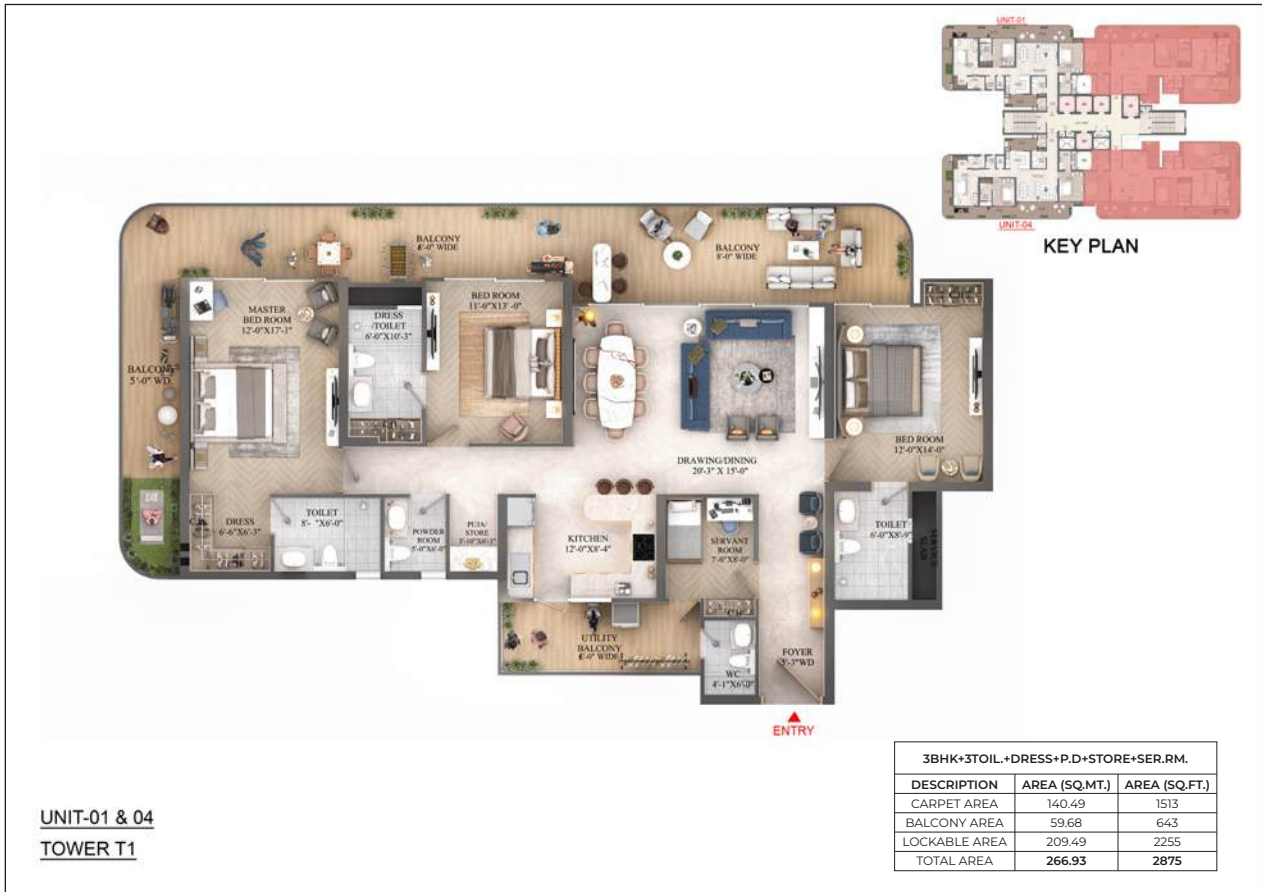 UNIT-01
UNIT-04
KEY PLAN
BALCONY
6'-0" WIDE
BALCONY
8'-0" WIDE
MASTER
BED ROOM
12'-0"X17'-1"
DRESS
/TOILET
6'-0"X10'-3"
BED ROOM
11'-0"X13'-0"
BALCONY
5'-0" WD.
BED ROOM
12'-0"X14'-0"
DRAWING/DINING
20'-3" X 15'-0"
DRESS
6'-6"X6'-3"
TOILET
8'- "X6'-0"
POWDER
ROOM
PUJA/
STORE
KITCHEN
12'-0"X8'-4"
SERVANT
ROOM
7'-0"X8'-0"
TOILET
6'-0"X8'-9"
UTILITY
BALCONY
6'-0" WIDE
WC
4'-1"X6'-0"
FOYER
ENTRY
3BHK+3TOIL.+DRESS+P.D+STORE+SER.RM.
DESCRIPTION AREA (SQ.MT.) AREA (SQ.FT.)
CARPET AREA 140.49 1513
BALCONY AREA 59.68 643
LOCKABLE AREA 209.49 2255
TOTAL AREA 266.93 2875
UNIT-01 & 04
TOWER T1